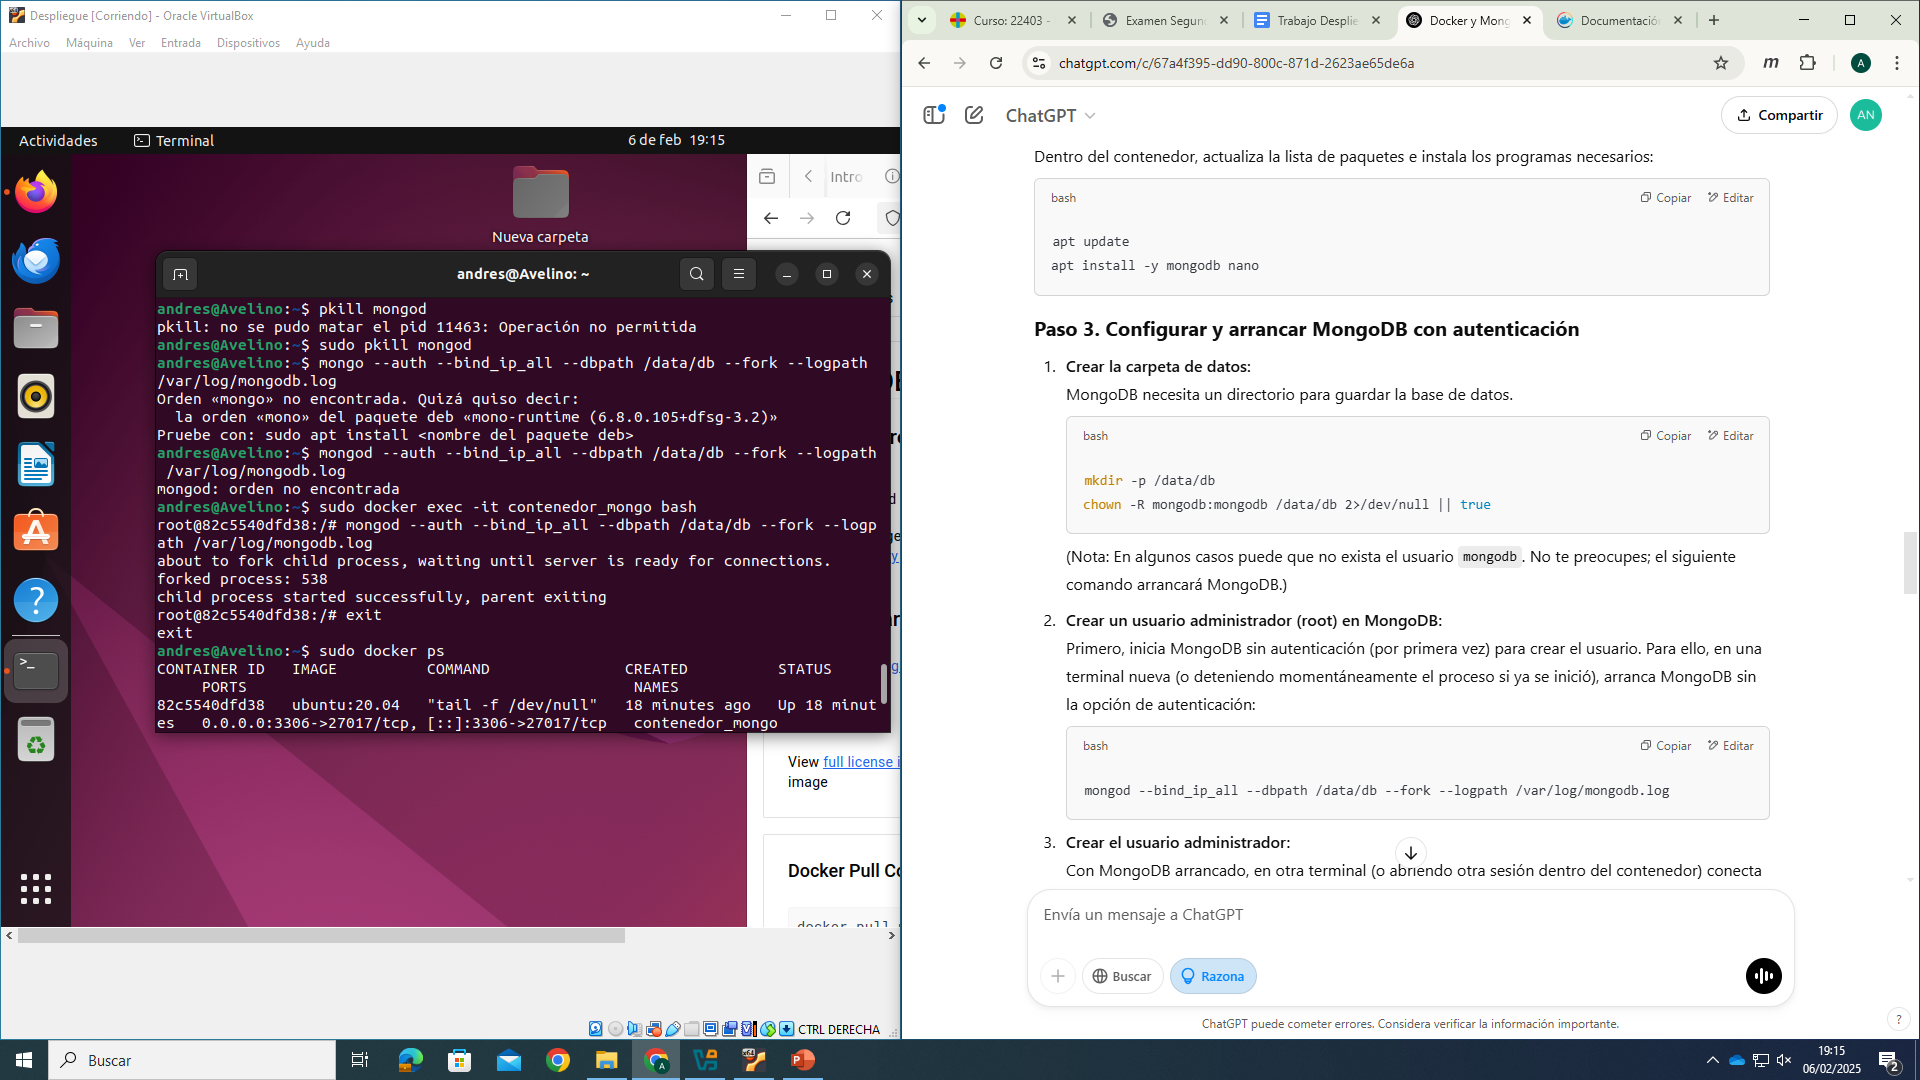 Despliegue [Corriendo] - Oracle VirtualBox
Archivo Máquina Ver Entrada Dispositivos Ayuda
Actividades Terminal 6 de feb 19:15
Nueva carpeta
Intro
andres@Avelino: ~
andres@Avelino:~$ pkill mongod
pkill: no se pudo matar el pid 11463: Operación no permitida
andres@Avelino:~$ sudo pkill mongod
andres@Avelino:~$ mongo --auth --bind_ip_all --dbpath /data/db --fork --logpath
/var/log/mongodb.log
Orden «mongo» no encontrada. Quizá quiso decir:
la orden «mono» del paquete deb «mono-runtime (6.8.0.105+dfsg-3.2)»
Pruebe con: sudo apt install <nombre del paquete deb>
andres@Avelino:~$ mongod --auth --bind_ip_all --dbpath /data/db --fork --logpath
/var/log/mongodb.log
mongod: orden no encontrada
andres@Avelino:~$ sudo docker exec -it contenedor_mongo bash
root@82c5540dfd38:/# mongod --auth --bind_ip_all --dbpath /data/db --fork --logp
ath /var/log/mongodb.log
about to fork child process, waiting until server is ready for connections.
forked process: 538
child process started successfully, parent exiting
root@82c5540dfd38:/# exit
exit
andres@Avelino:~$ sudo docker ps
CONTAINER ID IMAGE COMMAND CREATED STATUS
PORTS NAMES
82c5540dfd38 ubuntu:20.04 "tail -f /dev/null" 18 minutes ago Up 18 minut
es 0.0.0.0:3306->27017/tcp, [::]:3306->27017/tcp contenedor_mongo
View full license i
image
Docker Pull Co
CTRL DERECHA
Curso: 22403 - Examen Segund Trabajo Desplie Docker y Mong Documentació
chatgpt.com/c/67a4f395-dd90-800c-871d-2623ae65de6a
m
A
ChatGPT
Compartir
AN
Dentro del contenedor, actualiza la lista de paquetes e instala los programas necesarios:
bash Copiar Editar
apt update
apt install -y mongodb nano
Paso 3. Configurar y arrancar MongoDB con autenticación
1. Crear la carpeta de datos:
MongoDB necesita un directorio para guardar la base de datos.
bash Copiar Editar
mkdir -p /data/db
chown -R mongodb:mongodb /data/db 2>/dev/null || true
(Nota: En algunos casos puede que no exista el usuario mongodb. No te preocupes; el siguiente
comando arrancará MongoDB.)
2. Crear un usuario administrador (root) en MongoDB:
Primero, inicia MongoDB sin autenticación (por primera vez) para crear el usuario. Para ello, en una
terminal nueva (o deteniendo momentáneamente el proceso si ya se inició), arranca MongoDB sin
la opción de autenticación:
bash Copiar Editar
mongod --bind_ip_all --dbpath /data/db --fork --logpath /var/log/mongodb.log
3. Crear el usuario administrador:
Con MongoDB arrancado, en otra terminal (o abriendo otra sesión dentro del contenedor) conecta
Envía un mensaje a ChatGPT
Buscar Razona
ChatGPT puede cometer errores. Considera verificar la información importante.
?
Buscar
19:15
06/02/2025
2